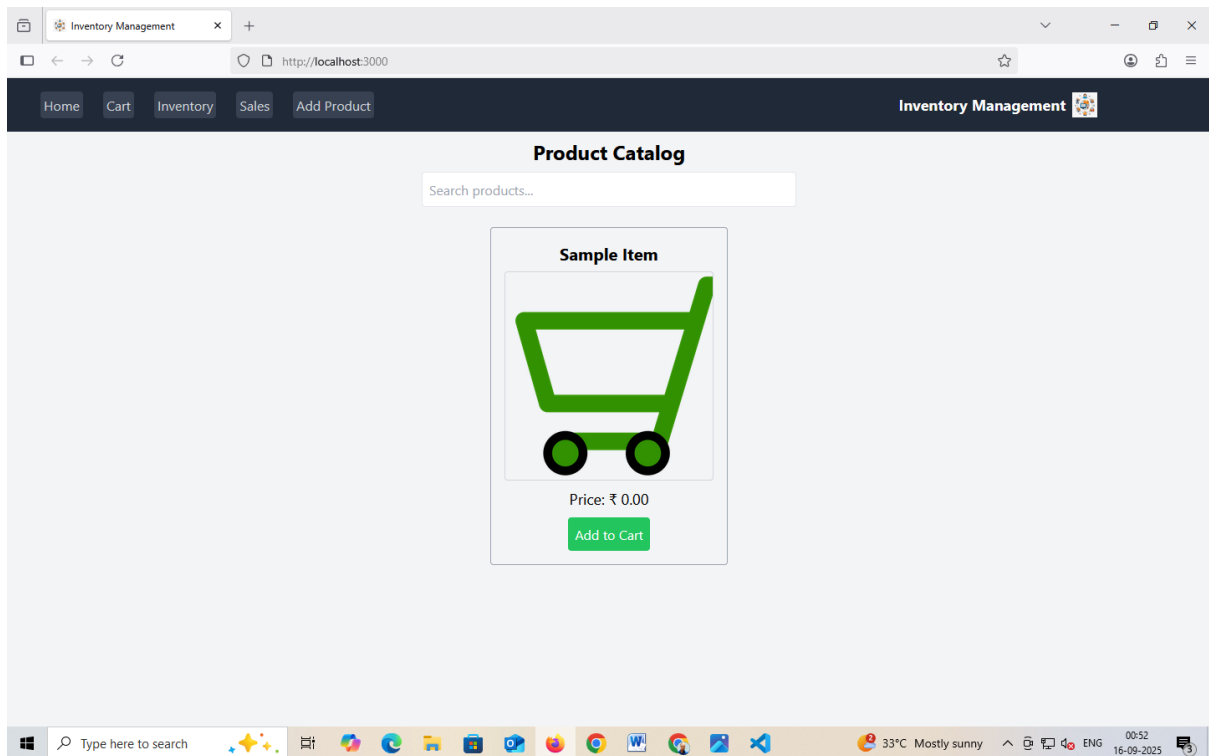 Inventory Management
http://localhost:3000
Home Cart Inventory Sales Add Product Inventory Management
Product Catalog
Search products...
Sample Item
Price: ₹ 0.00
Add to Cart
Type here to search
2
33°C Mostly sunny
ENG
00:52
16-09-2025
3